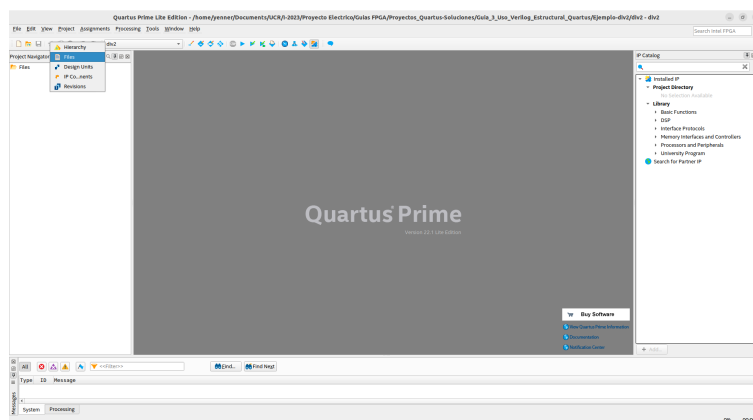 Quartus Prime Lite Edition - /home/yenner/Documents/UCR/I-2023/Proyecto Electrico/Guias FPGA/Proyectos_Quartus-Soluciones/Guia_3_Uso_Verilog_Estructural_Quartus/Ejemplo-div2/div2 - div2
File Edit View Project Assignments Processing Tools Window Help
Search Intel FPGA
div2
Project Navigator
Hierarchy
Files
Design Units
IP Co...nents
Revisions
Files
IP Catalog
Installed IP
Project Directory
No Selection Available
Library
Basic Functions
DSP
Interface Protocols
Memory Interfaces and Controllers
Processors and Peripherals
University Program
Search for Partner IP
Quartus Prime
Version 22.1 Lite Edition
Buy Software
View Quartus Prime Information
Documentation
Notification Center
+ Add...
All
<<Filter>>
Find...
Find Next
Type ID Message
Messages
System Processing
0%